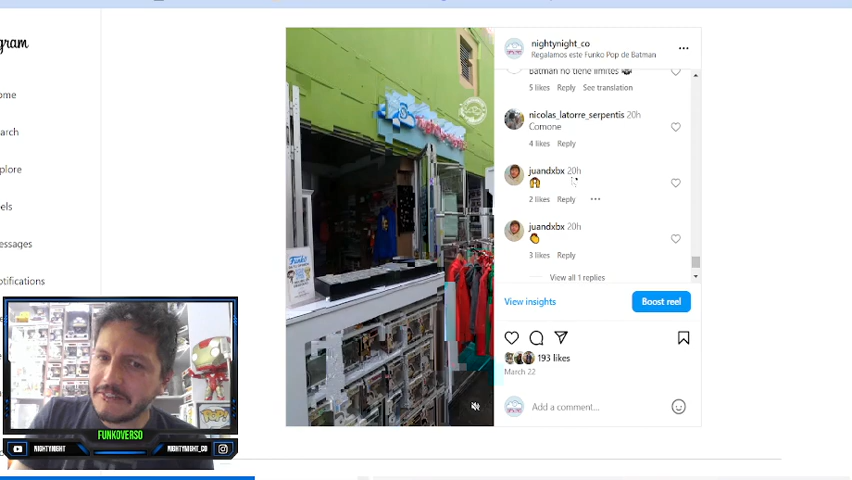 gram
ome
arch
plore
els
essages
otifications
nightynight_co
Regalamos este Funko Pop de Batman
batman no tiene limites
5 likes Reply See translation
nicolas_latorre_serpentis 20h
Comone
4 likes Reply
juandxbx 20h
2 likes Reply
juandxbx 20h
3 likes Reply
View all 1 replies
View insights
Boost reel
193 likes
March 22
Add a comment...
Funko
POP!
FUNKOVERSO
NIGHTYNIGHT
NIGHTYNIGHT_CO